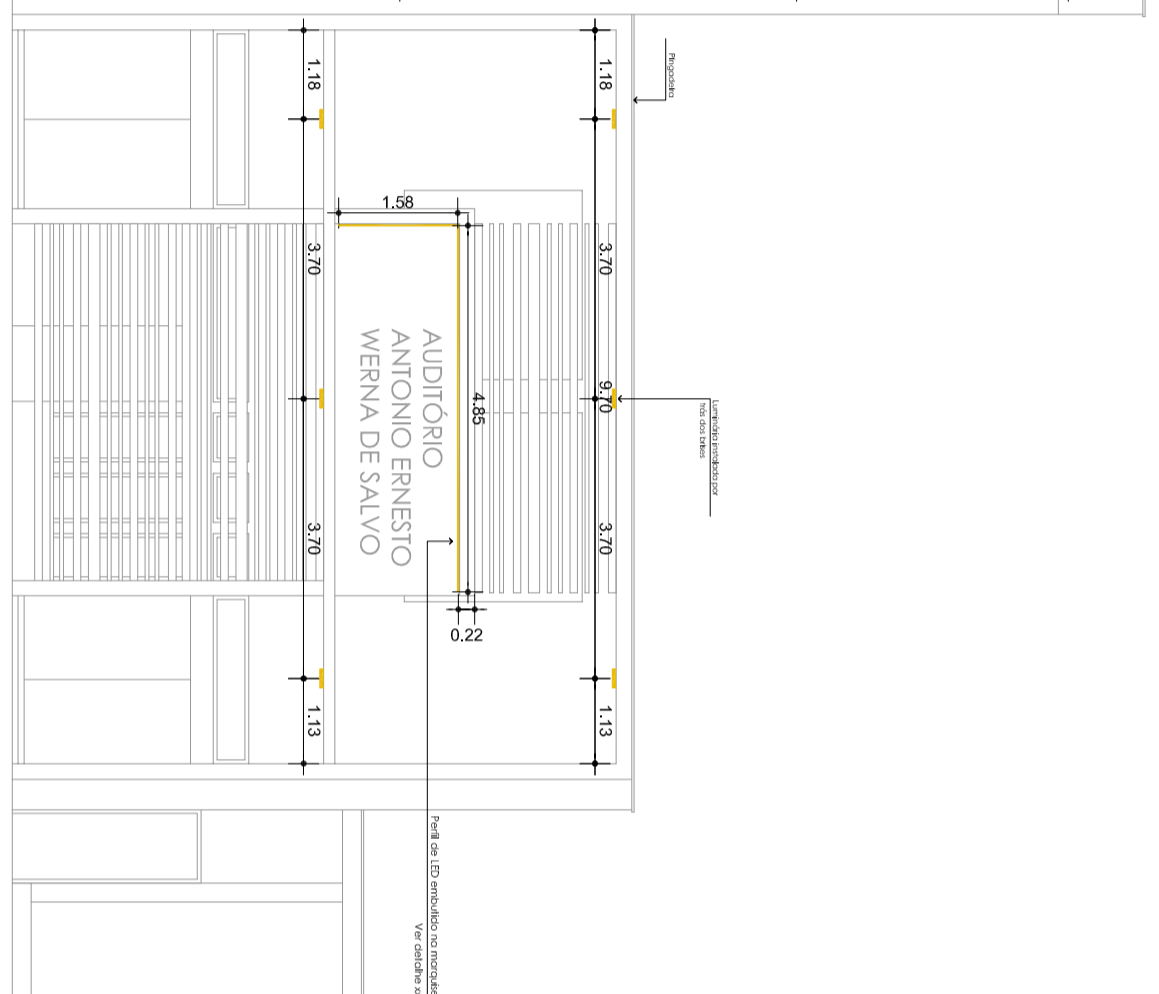 Pingadeira
1.18
3.70
9.70
3.70
1.13
Luminária instalada por
trás dos brises
1.58
4.85
0.22
AUDITÓRIO
ANTONIO ERNESTO
WERNA DE SALVO
1.18
3.70
3.70
1.13
Perfil de LED embutido na marquise
Ver detalhe